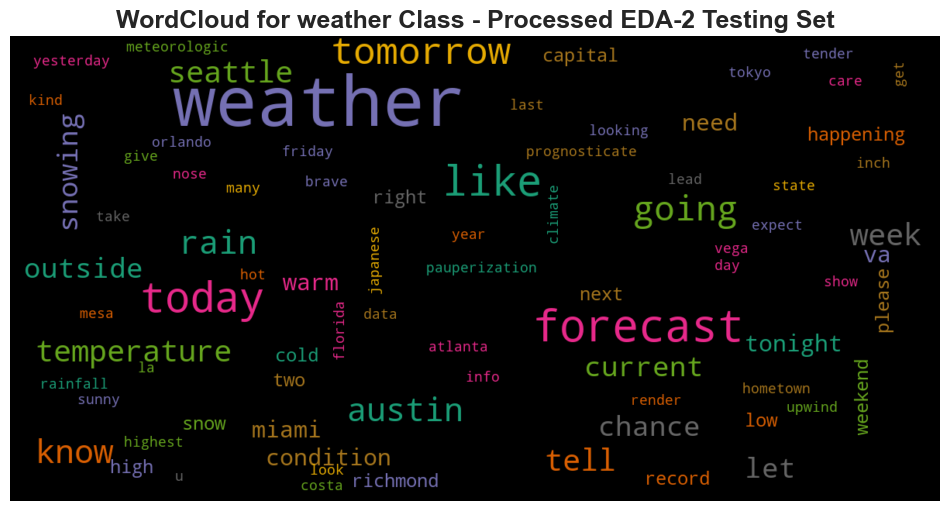 WordCloud for weather Class - Processed EDA-2 Testing Set
meteorologic
tomorrow
capital
tender
yesterday
seattle
tokyo
care
get
weather
kind
last
looking
need
happening
snowing
orlando
give
friday
prognosticate
inch
nose
many
brave
like
right
lead
state
climate
take
going
expect
rain
year
week
japanese
outside
hot
warm
pauperization
vega
day
va
show
today
next
please
mesa
florida
data
forecast
temperature
la
cold
atlanta
tonight
current
rainfall
two
info
hometown
weekend
sunny
render
upwind
austin
low
snow
miami
chance
know
highest
high
condition
look
tell
let
u
costa
richmond
record